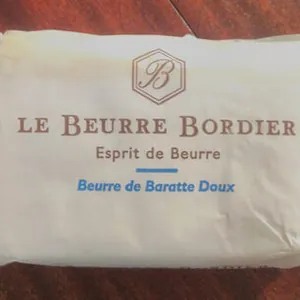 B
LE BEURRE BORDIER
Esprit de Beurre
Beurre de Baratte Doux